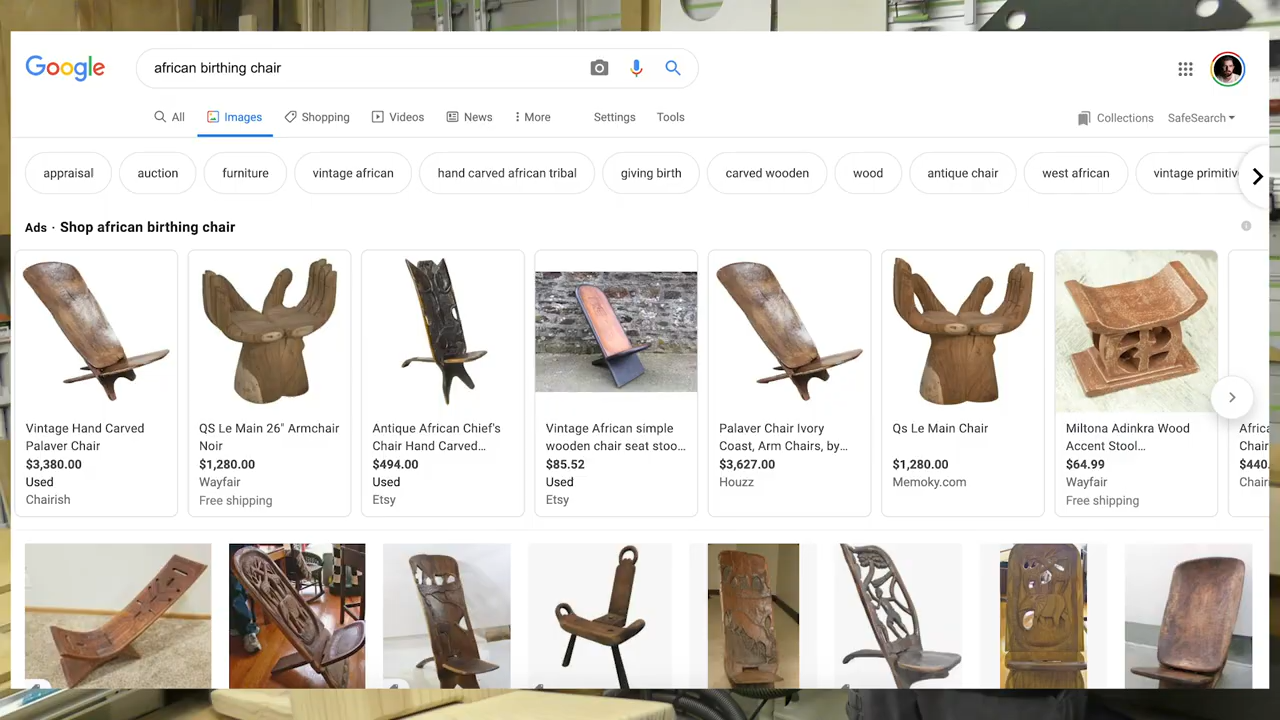 Google
african birthing chair
All
Images
Shopping
Videos
News
More
Settings
Tools
Collections
SafeSearch
appraisal
auction
furniture
vintage african
hand carved african tribal
giving birth
carved wooden
wood
antique chair
west african
vintage
Ads · Shop african birthing chair
Vintage Hand Carved
Palaver Chair
$3,380.00
Used
Chairish
QS Le Main 26" Armchair
Noir
$1,280.00
Wayfair
Free shipping
Antique African Chief's
Chair Hand Carved...
$494.00
Used
Etsy
Vintage African simple
wooden chair seat stoo...
$85.52
Used
Etsy
Palaver Chair Ivory
Coast, Arm Chairs, by...
$3,627.00
Houzz
Qs Le Main Chair
$1,280.00
Memoky.com
Miltona Adinkra Wood
Accent Stool...
$64.99
Wayfair
Free shipping
Chair
$440.